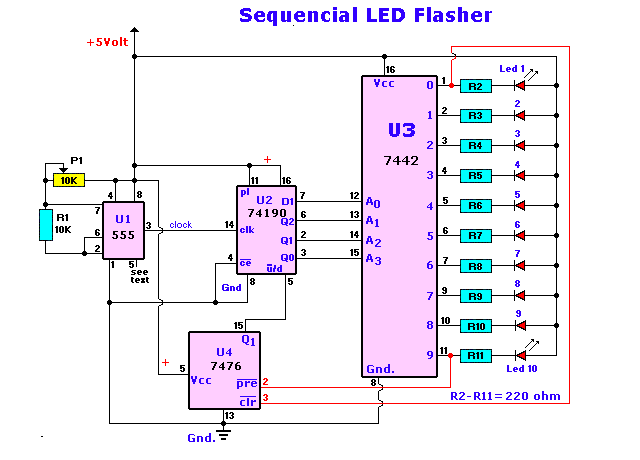 Sequencial LED Flasher
+5Volt
16
Vcc
0
1
R2
Led 1
1
2
R3
2
2
3
R4
3
3
4
R5
4
4
5
R6
5
5
6
R7
6
6
7
R8
7
7
9
R9
8
8
10
R10
9
9
11
R11
Led 10
U3
7442
12
A0
13
A1
14
A2
15
A3
Gnd.
8
P1
10K
R1
10K
4
8
7
6
2
U1
555
3
1
5
see
text
clock
+
11
16
pl
U2
74190
D1
7
Q2
6
14
clk
Q1
2
Q0
3
4
ce
u/d
8
5
Gnd
15
Q1
U4
7476
+
5
Vcc
pre
2
clr
3
13
Gnd.
R2-R11=220 ohm